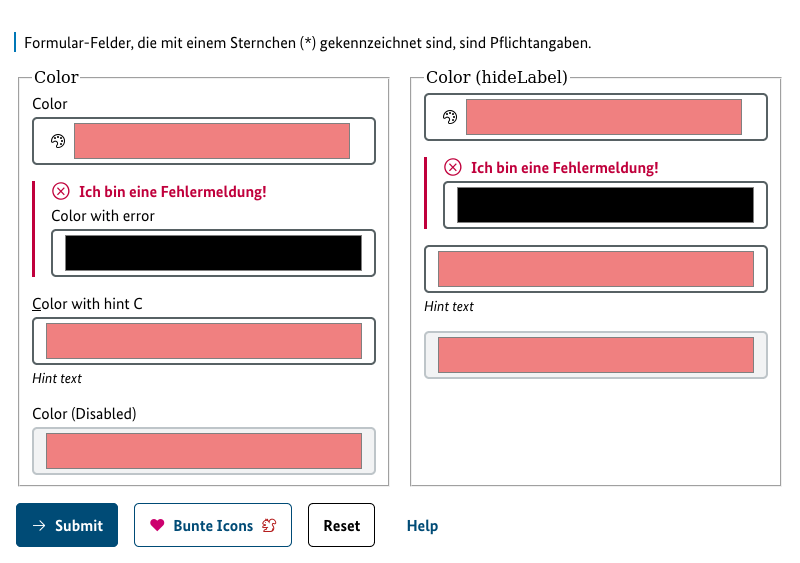 Formular-Felder, die mit einem Sternchen (*) gekennzeichnet sind, sind Pflichtangaben.
Color
Color
Ich bin eine Fehlermeldung!
Color with error
Color with hint C
Hint text
Color (Disabled)
Color (hideLabel)
Ich bin eine Fehlermeldung!
Hint text
Submit
Bunte Icons
Reset
Help